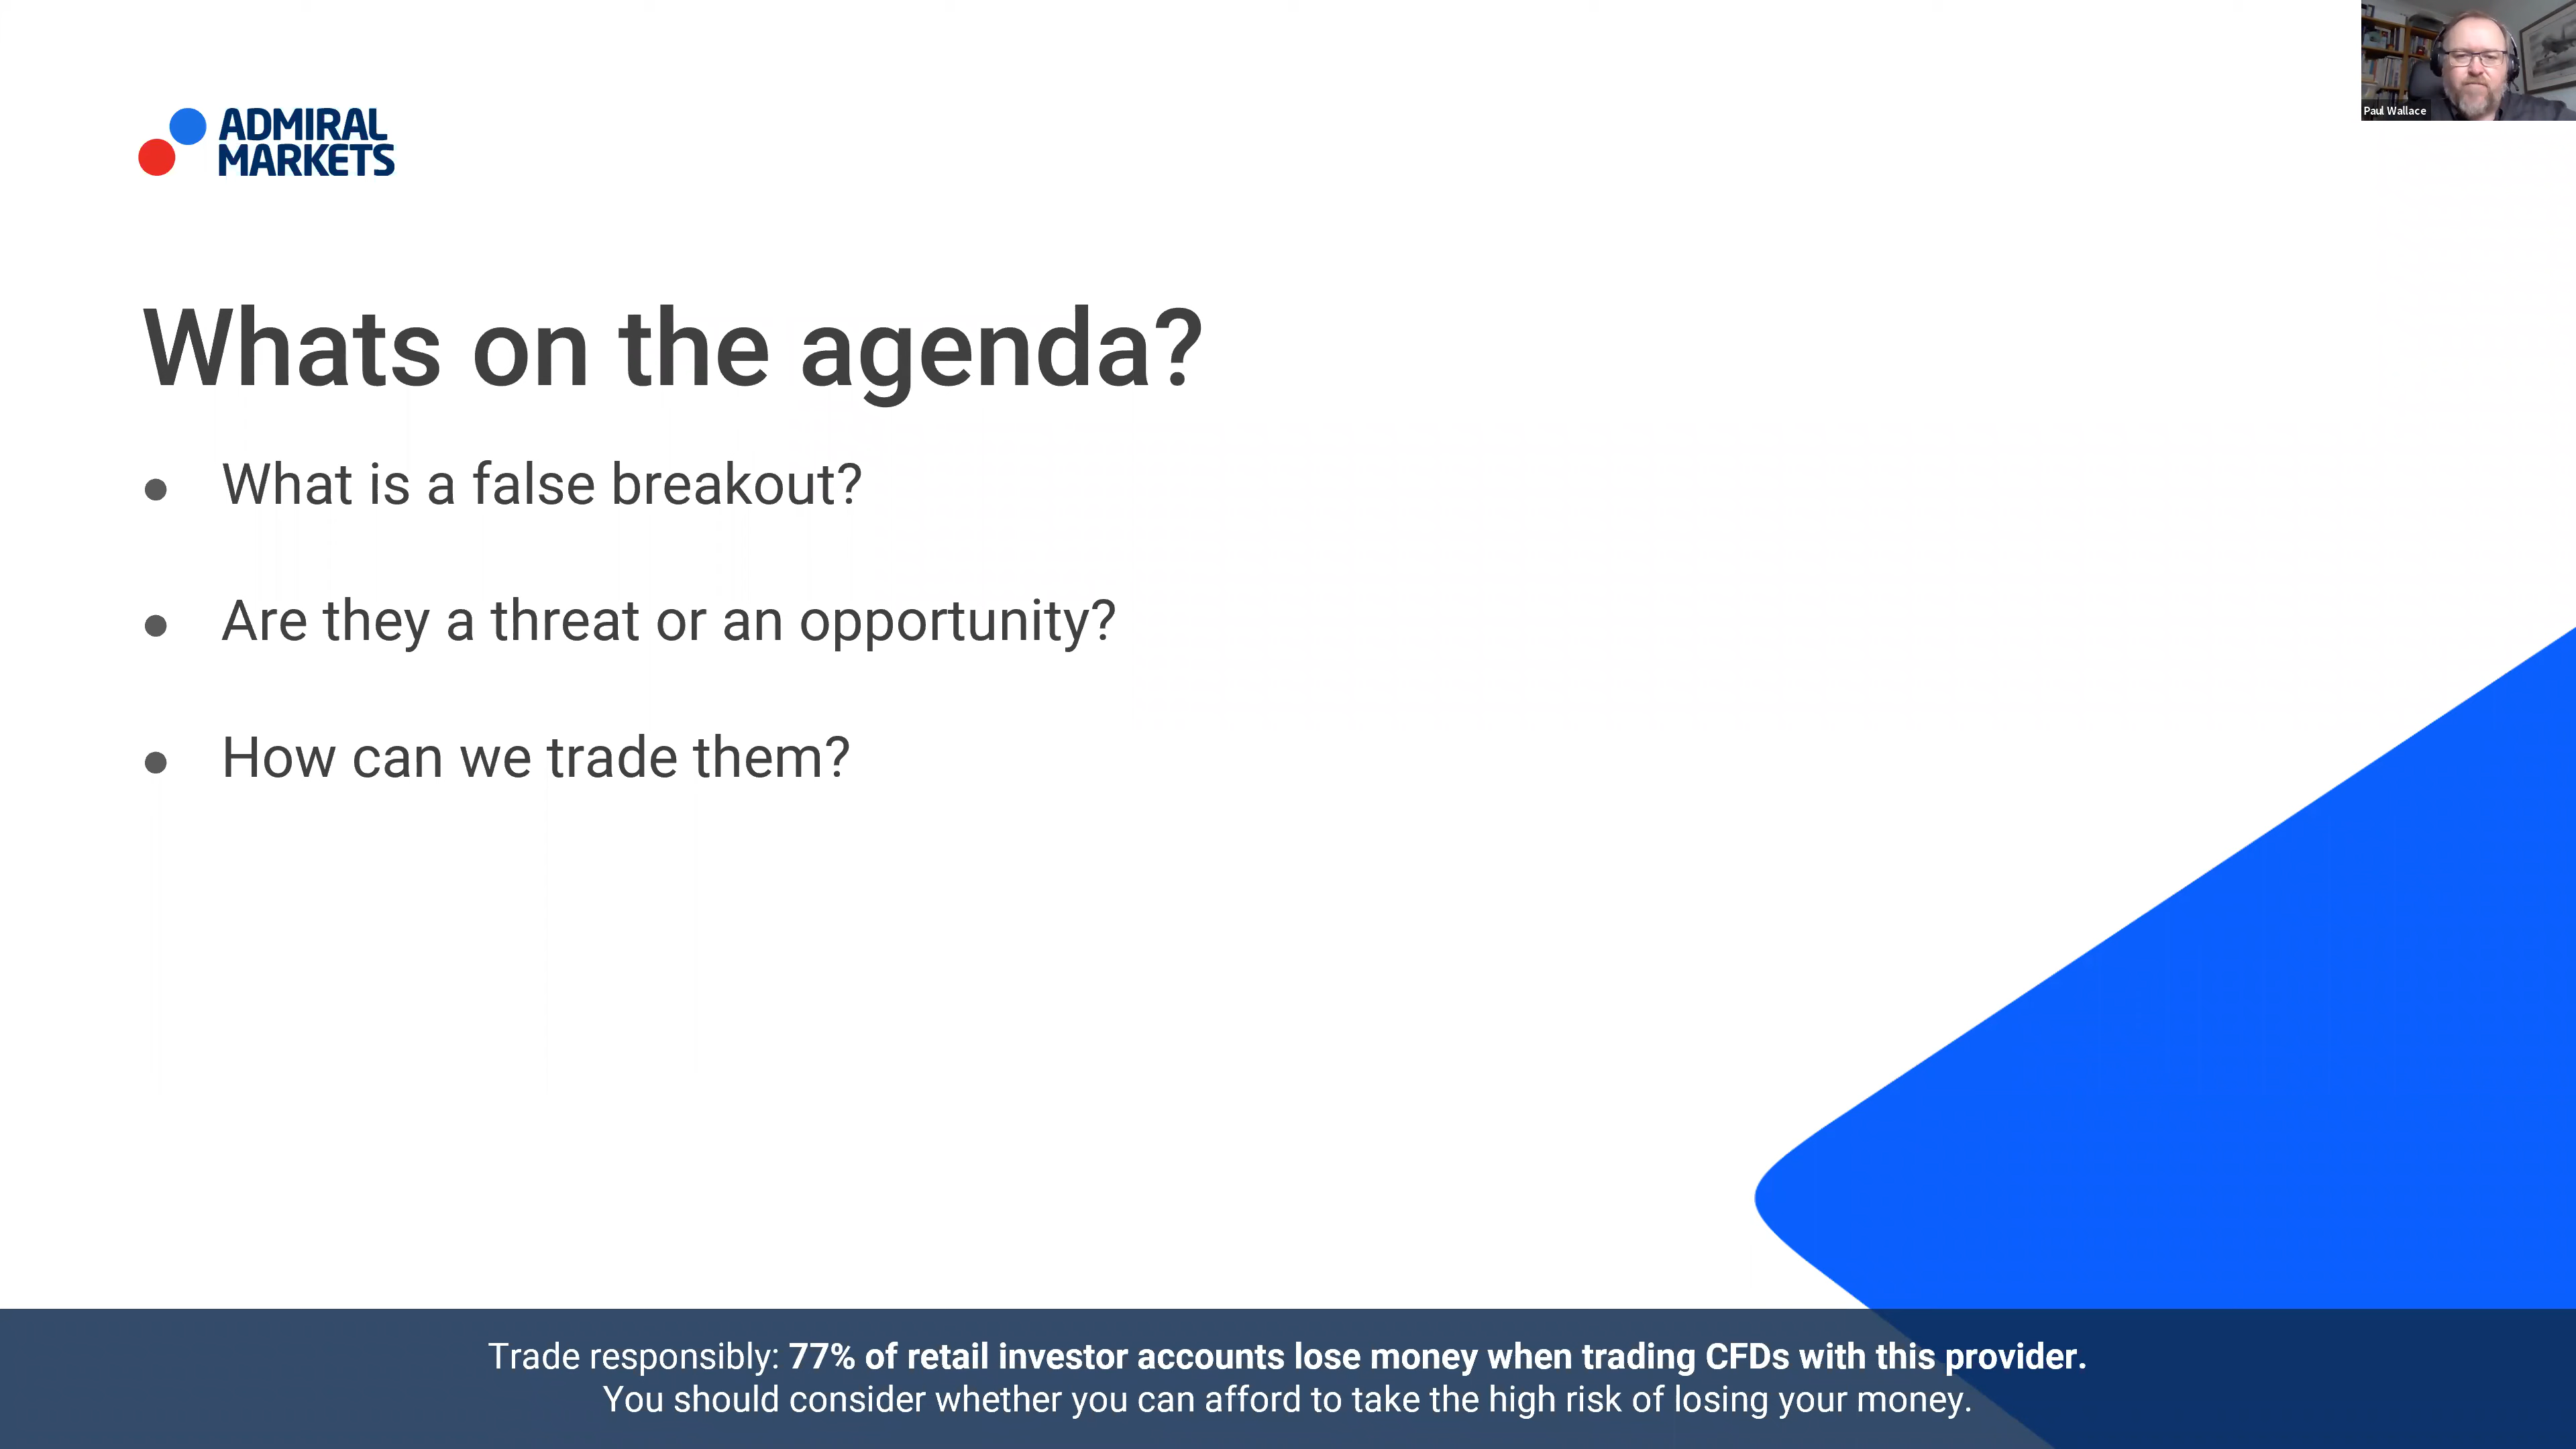 ADMIRAL
MARKETS
Paul Wallace
Whats on the agenda?
What is a false breakout?
Are they a threat or an opportunity?
How can we trade them?
Trade responsibly: 77% of retail investor accounts lose money when trading CFDs with this provider.
You should consider whether you can afford to take the high risk of losing your money.